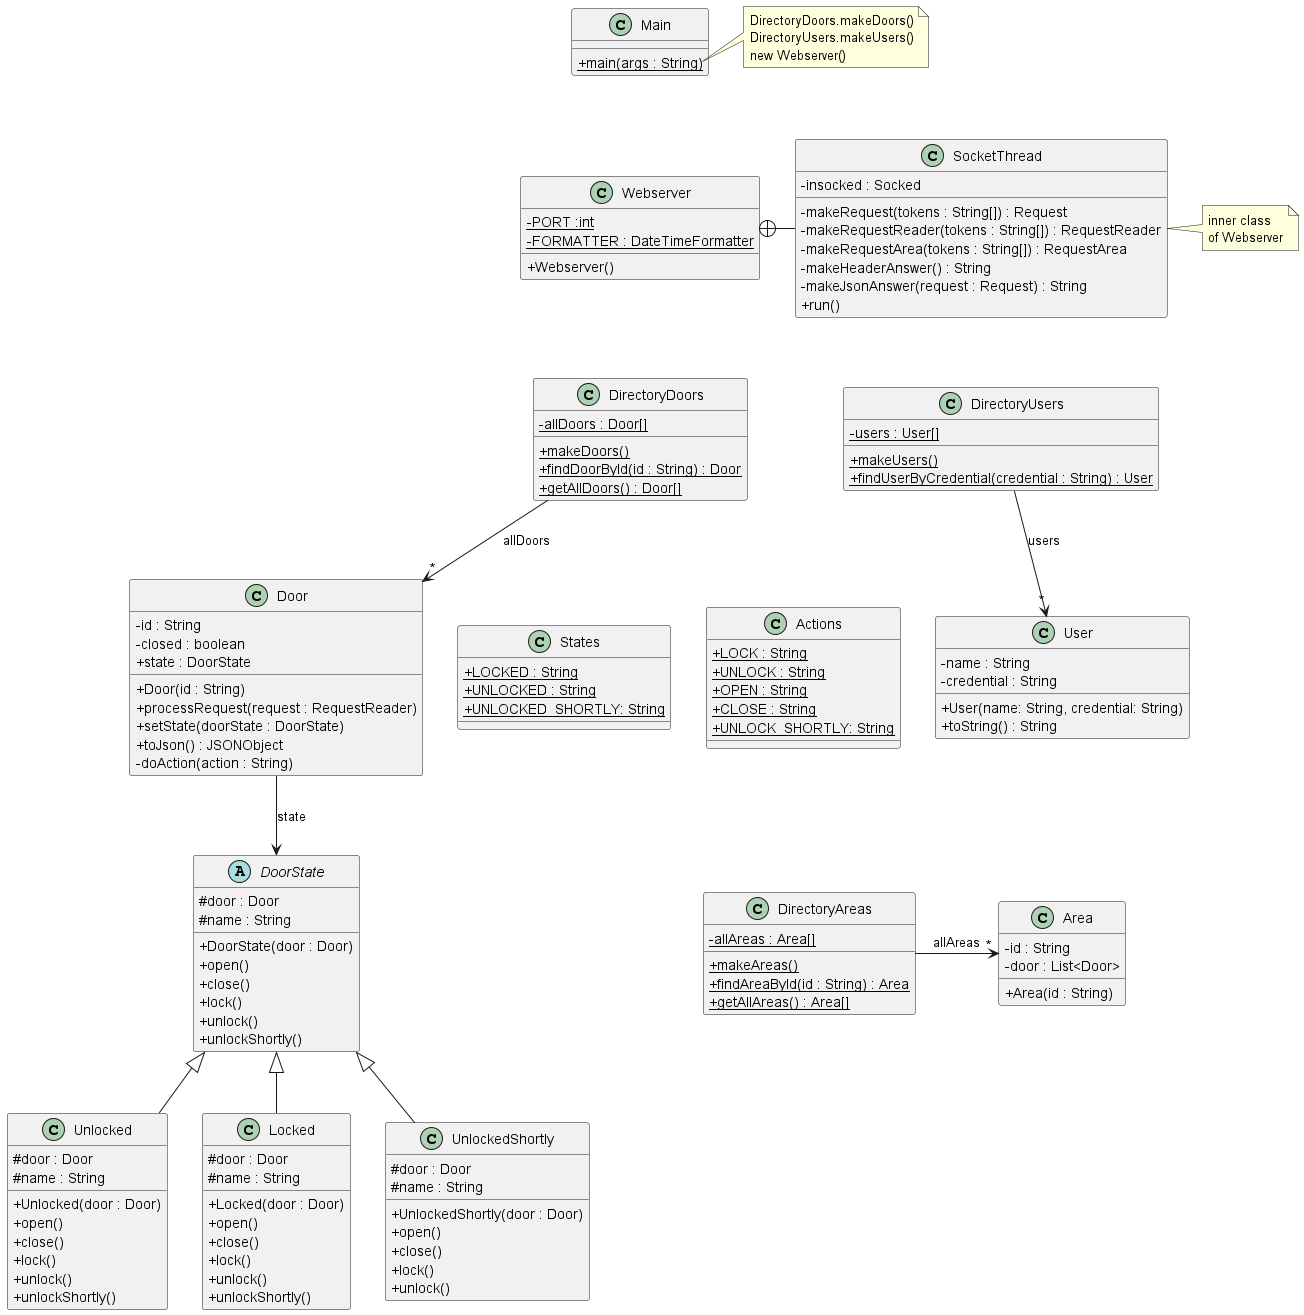 C Main
+main(args : String)
DirectoryDoors.makeDoors()
DirectoryUsers.makeUsers()
new Webserver()
C Webserver
-PORT :int
-FORMATTER : DateTimeFormatter
+Webserver()
C SocketThread
-insocked : Socked
-makeRequest(tokens : String[]) : Request
-makeRequestReader(tokens : String[]) : RequestReader
-makeRequestArea(tokens : String[]) : RequestArea
-makeHeaderAnswer() : String
-makeJsonAnswer(request : Request) : String
+run()
inner class
of Webserver
C DirectoryDoors
-allDoors : Door[]
+makeDoors()
+findDoorById(id : String) : Door
+getAllDoors() : Door[]
C DirectoryUsers
-users : User[]
+makeUsers()
+findUserByCredential(credential : String) : User
allDoors
*
users
*
C Door
-id : String
-closed : boolean
+state : DoorState
+Door(id : String)
+processRequest(request : RequestReader)
+setState(doorState : DoorState)
+toJson() : JSONObject
-doAction(action : String)
C States
+LOCKED : String
+UNLOCKED : String
+UNLOCKED_SHORTLY: String
C Actions
+LOCK : String
+UNLOCK : String
+OPEN : String
+CLOSE : String
+UNLOCK_SHORTLY: String
C User
-name : String
-credential : String
+User(name: String, credential: String)
+toString() : String
state
A DoorState
#door : Door
#name : String
+DoorState(door : Door)
+open()
+close()
+lock()
+unlock()
+unlockShortly()
C DirectoryAreas
-allAreas : Area[]
+makeAreas()
+findAreaById(id : String) : Area
+getAllAreas() : Area[]
allAreas *
C Area
-id : String
-door : List<Door>
+Area(id : String)
C Unlocked
#door : Door
#name : String
+Unlocked(door : Door)
+open()
+close()
+lock()
+unlock()
+unlockShortly()
C Locked
#door : Door
#name : String
+Locked(door : Door)
+open()
+close()
+lock()
+unlock()
+unlockShortly()
C UnlockedShortly
#door : Door
#name : String
+UnlockedShortly(door : Door)
+open()
+close()
+lock()
+unlock()